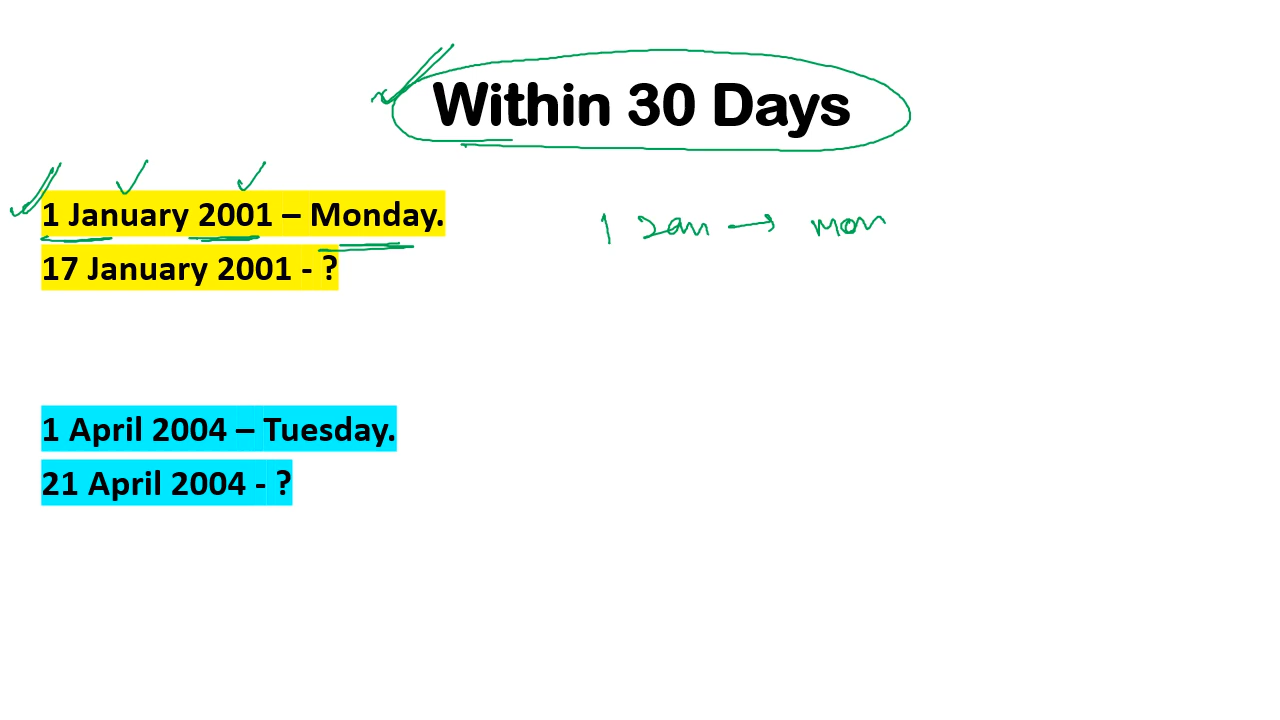 Within 30 Days
1 January 2001 – Monday.
1 Jan → mon
17 January 2001 - ?
1 April 2004 – Tuesday.
21 April 2004 - ?